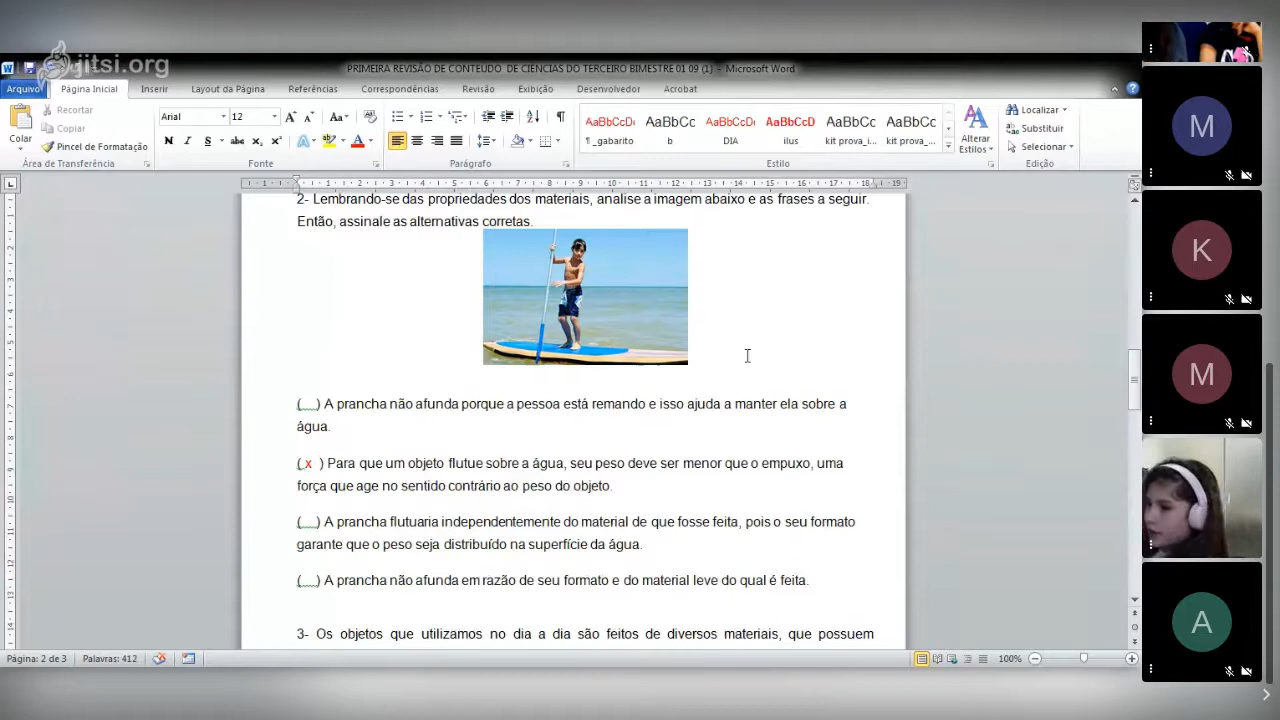 jitsi.org
PRIMEIRA REVISÃO DE CONTEÚDO DE CIÊNCIAS DO TERCEIRO BIMESTRE 01 09 (1) - Microsoft Word
Arquivo Página Inicial Inserir Layout da Página Referências Correspondências Revisão Exibição Desenvolvedor Acrobat
Colar
Recortar
Copiar
Pincel de Formatação
Área de Transferência
Arial 12
Fonte
Parágrafo
AaBbCcDc AaBbCc AaBbCcDc AaBbCcD AaBbCc AaBbCc
¶ _gabarito b DIA ilus kit prova_i... kit prova_...
Estilo
Alterar
Estilos
Localizar
Substituir
Selecionar
Edição
2- Lembrando-se das propriedades dos materiais, analise a imagem abaixo e as frases a seguir.
Então, assinale as alternativas corretas.
( ) A prancha não afunda porque a pessoa está remando e isso ajuda a manter ela sobre a
água.
( x ) Para que um objeto flutue sobre a água, seu peso deve ser menor que o empuxo, uma
força que age no sentido contrário ao peso do objeto.
( ) A prancha flutuaria independentemente do material de que fosse feita, pois o seu formato
garante que o peso seja distribuído na superfície da água.
( ) A prancha não afunda em razão de seu formato e do material leve do qual é feita.
3- Os objetos que utilizamos no dia a dia são feitos de diversos materiais, que possuem
Página: 2 de 3 Palavras: 412 100%
M
K
M
A